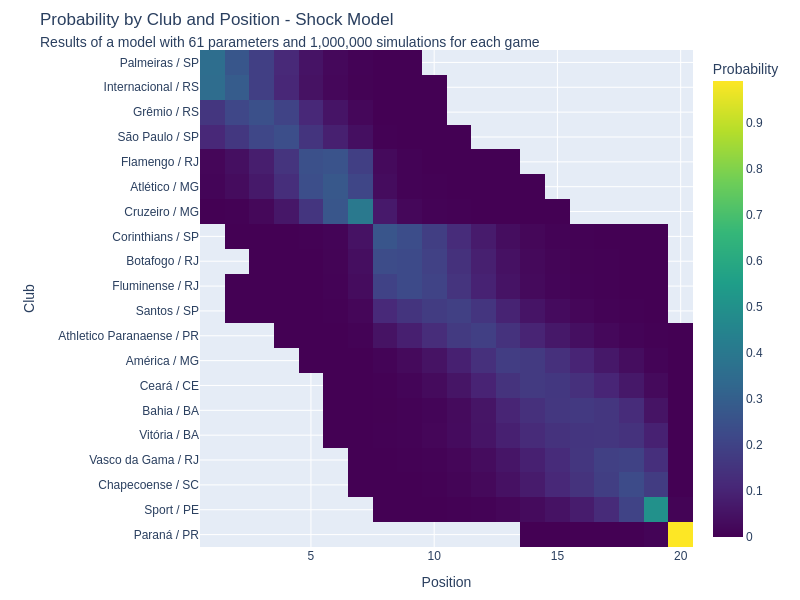 Probability by Club and Position - Shock Model
Results of a model with 61 parameters and 1,000,000 simulations for each game
Probability
Club
Palmeiras / SP
Internacional / RS
Grêmio / RS
São Paulo / SP
Flamengo / RJ
Atlético / MG
Cruzeiro / MG
Corinthians / SP
Botafogo / RJ
Fluminense / RJ
Santos / SP
Athletico Paranaense / PR
América / MG
Ceará / CE
Bahia / BA
Vitória / BA
Vasco da Gama / RJ
Chapecoense / SC
Sport / PE
Paraná / PR
5 10 15 20
Position
0.9
0.8
0.7
0.6
0.5
0.4
0.3
0.2
0.1
0